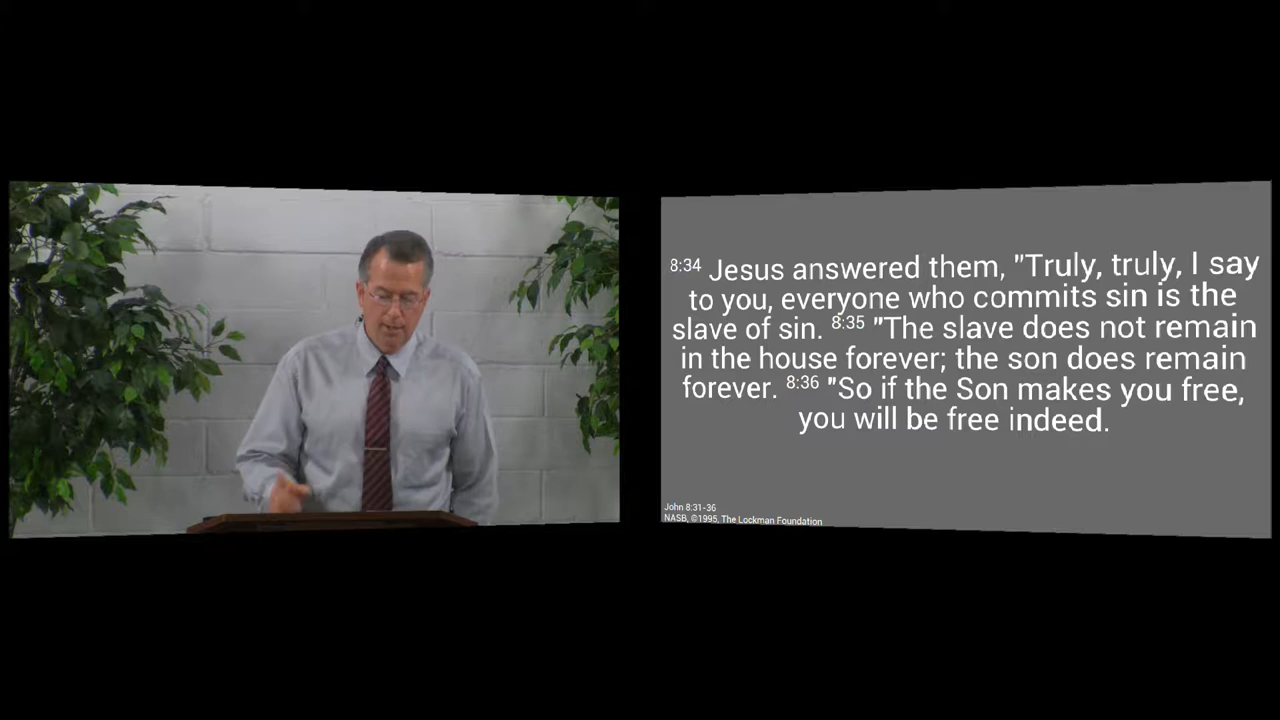 8:34 Jesus answered them, "Truly, truly, I say
to you, everyone who commits sin is the
slave of sin. 8:35 "The slave does not remain
in the house forever; the son does remain
forever. 8:36 "So if the Son makes you free,
you will be free indeed.
John 8:31-36
NASB, ©1995, The Lockman Foundation